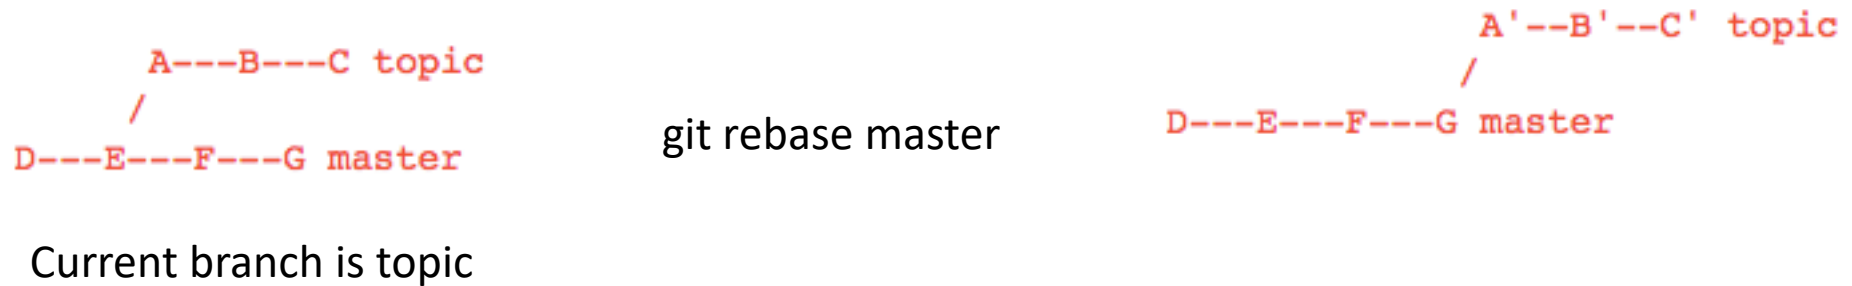 A---B---C topic
/
D---E---F---G master
Current branch is topic
git rebase master
A'--B'--C' topic
/
D---E---F---G master